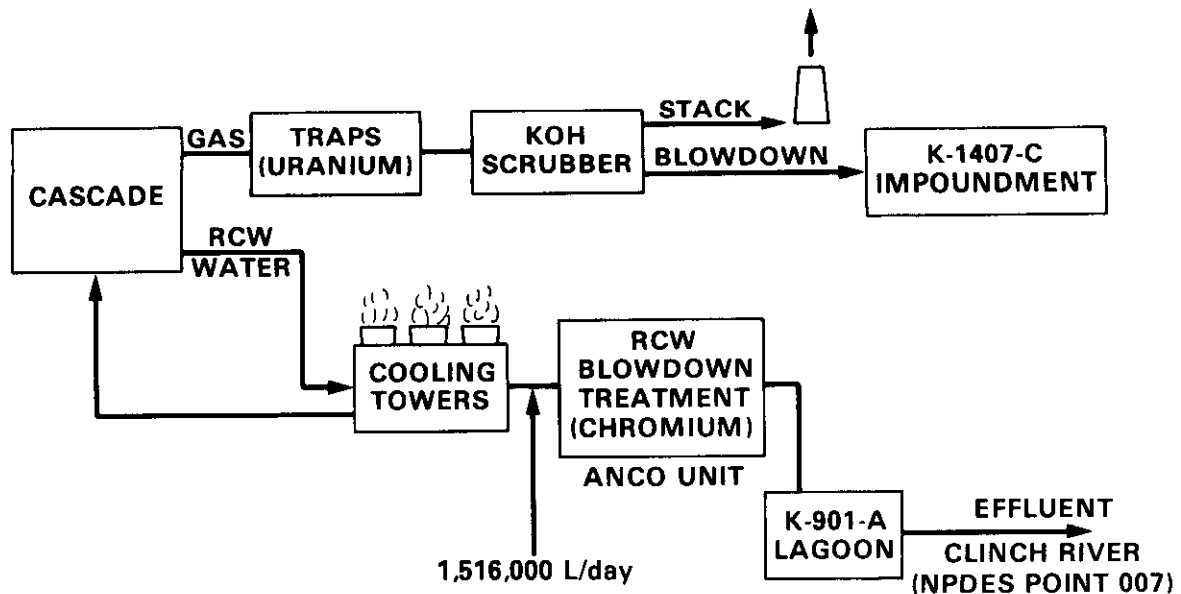 STACK
GAS
TRAPS
(URANIUM)
KOH
SCRUBBER
BLOWDOWN
K-1407-C
IMPOUNDMENT
CASCADE
RCW
WATER
COOLING
TOWERS
RCW
BLOWDOWN
TREATMENT
(CHROMIUM)
ANCO UNIT
1,516,000 L/day
K-901-A
LAGOON
EFFLUENT
CLINCH RIVER
(NPDES POINT 007)